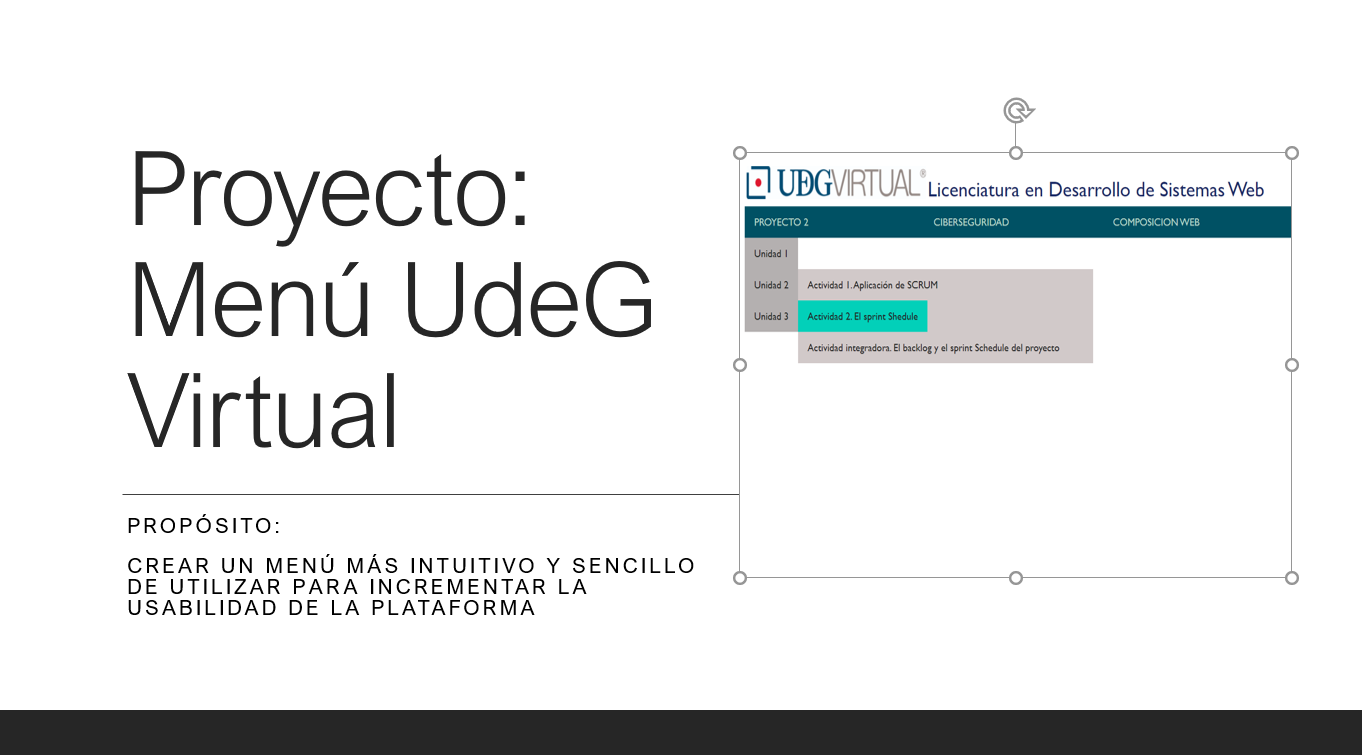 Proyecto:
Menú UdeG
Virtual
PROPÓSITO:
CREAR UN MENÚ MÁS INTUITIVO Y SENCILLO
DE UTILIZAR PARA INCREMENTAR LA
USABILIDAD DE LA PLATAFORMA
UDGVIRTUAL® Licenciatura en Desarrollo de Sistemas Web
PROYECTO 2 CIBERSEGURIDAD COMPOSICION WEB
Unidad 1
Unidad 2 Actividad 1. Aplicación de SCRUM
Unidad 3 Actividad 2. El sprint Shedule
Actividad integradora. El backlog y el sprint Schedule del proyecto